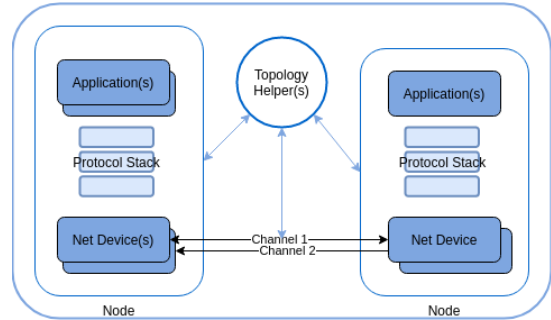 Application(s)
Topology
Helper(s)
Application(s)
Protocol Stack
Protocol Stack
Net Device(s)
Channel 1
Channel 2
Net Device
Node
Node